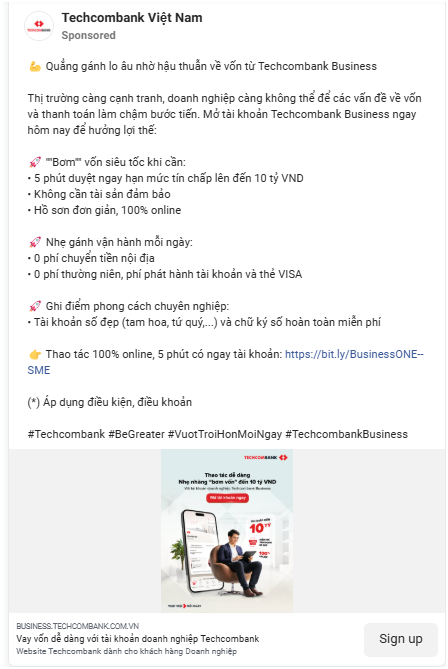 Techcombank Việt Nam
Sponsored
💪 Quẳng gánh lo âu nhờ hậu thuẫn về vốn từ Techcombank Business
Thị trường càng cạnh tranh, doanh nghiệp càng không thể để các vấn đề về vốn
và thanh toán làm chậm bước tiến. Mở tài khoản Techcombank Business ngay
hôm nay để hưởng lợi thế:
🚀 ""Bơm"" vốn siêu tốc khi cần:
• 5 phút duyệt ngay hạn mức tín chấp lên đến 10 tỷ VND
• Không cần tài sản đảm bảo
• Hồ sơ đơn giản, 100% online
🚀 Nhẹ gánh vận hành mỗi ngày:
• 0 phí chuyển tiền nội địa
• 0 phí thường niên, phí phát hành tài khoản và thẻ VISA
🚀 Ghi điểm phong cách chuyên nghiệp:
• Tài khoản số đẹp (tam hoa, tứ quý,...) và chữ ký số hoàn toàn miễn phí
👉 Thao tác 100% online, 5 phút có ngay tài khoản: https://bit.ly/BusinessONE--
SME
(*) Áp dụng điều kiện, điều khoản
#Techcombank #BeGreater #VuotTroiHonMoiNgay #TechcombankBusiness
TECHCOMBANK
Thao tác dễ dàng
Nhẹ nhàng "bơm vốn" đến 10 tỷ VND
Với tài khoản doanh nghiệp Techcombank Business
Mở tài khoản ngay
10 TỶ
100%
BUSINESS.TECHCOMBANK.COM.VN
Vay vốn dễ dàng với tài khoản doanh nghiệp Techcombank
Website Techcombank dành cho khách hàng Doanh nghiệp
Sign up